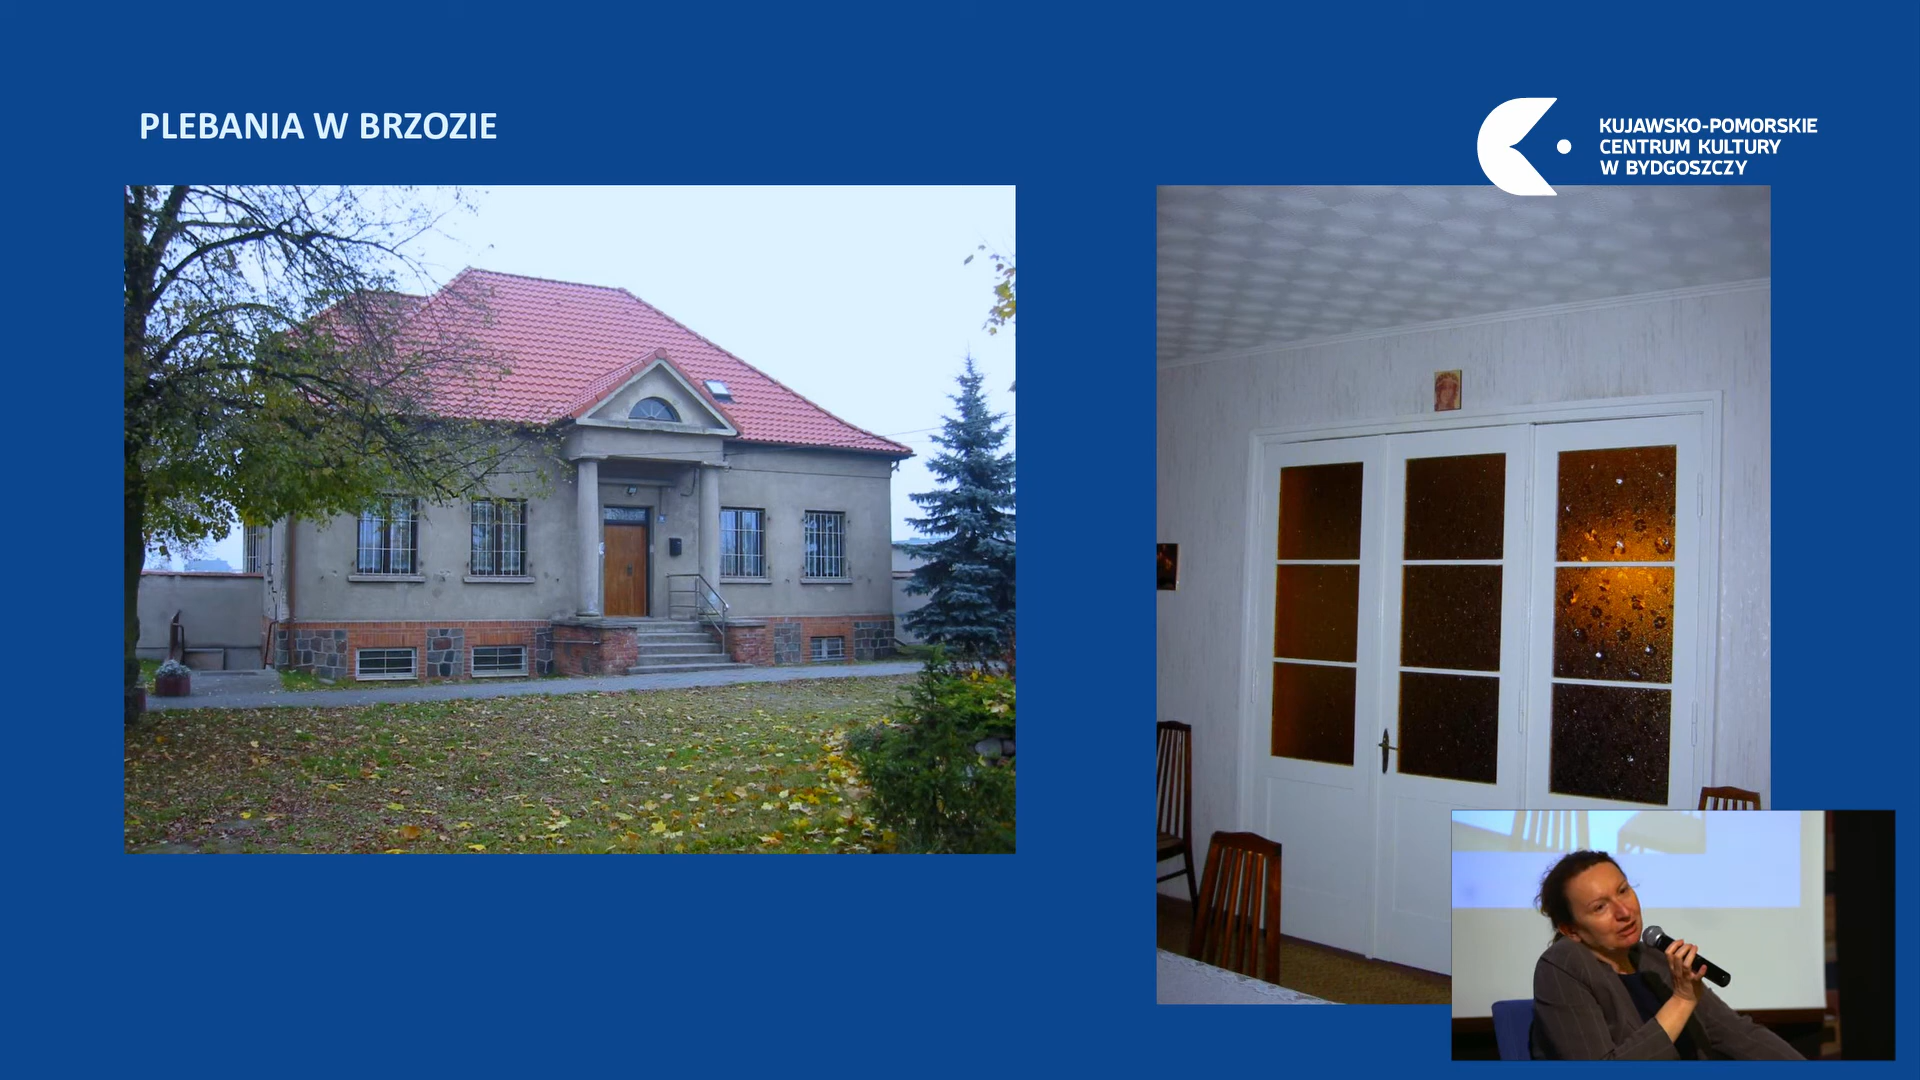 PLEBANIA W BRZOZIE
KUJAWSKO-POMORSKIE
CENTRUM KULTURY
W BYDGOSZCZY